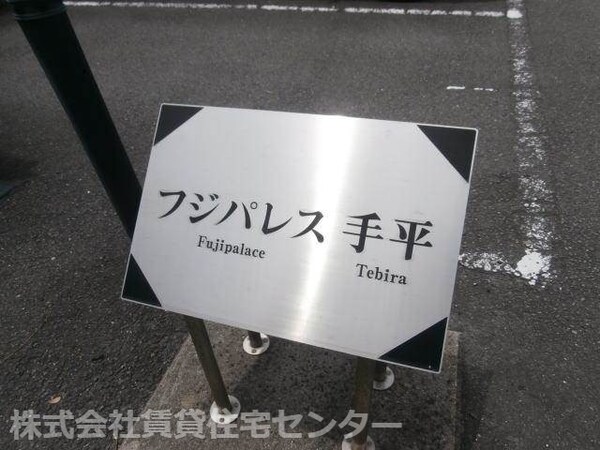 フジパレス 手平
Fujipalace Tebira
株式会社賃貸住宅センター